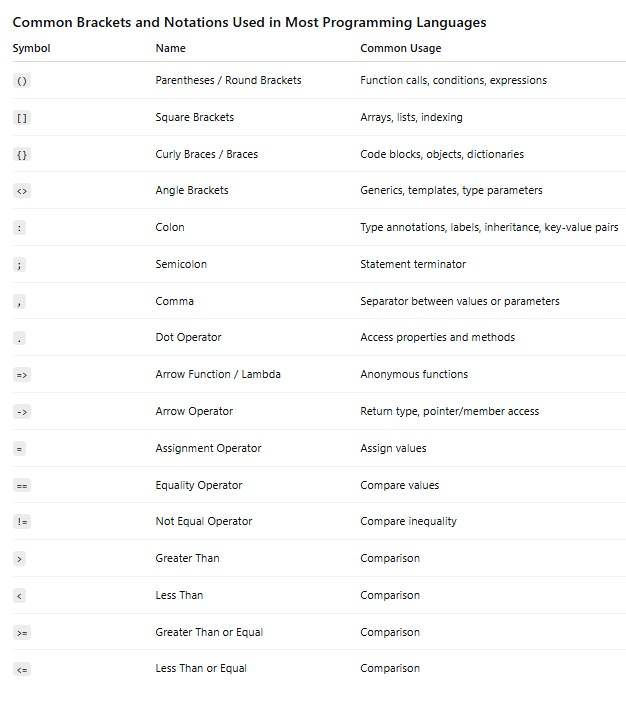 Common Brackets and Notations Used in Most Programming Languages
Symbol Name Common Usage
() Parentheses / Round Brackets Function calls, conditions, expressions
[] Square Brackets Arrays, lists, indexing
{} Curly Braces / Braces Code blocks, objects, dictionaries
<> Angle Brackets Generics, templates, type parameters
: Colon Type annotations, labels, inheritance, key-value pairs
; Semicolon Statement terminator
, Comma Separator between values or parameters
. Dot Operator Access properties and methods
=> Arrow Function / Lambda Anonymous functions
-> Arrow Operator Return type, pointer/member access
= Assignment Operator Assign values
== Equality Operator Compare values
!= Not Equal Operator Compare inequality
> Greater Than Comparison
< Less Than Comparison
>= Greater Than or Equal Comparison
<= Less Than or Equal Comparison